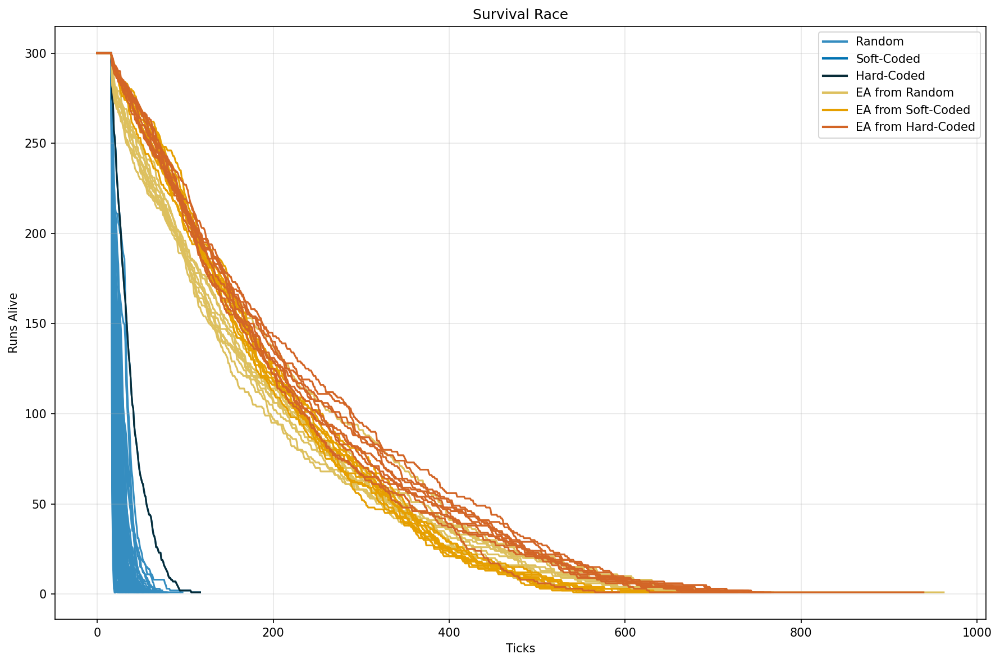 Survival Race
Random
Soft-Coded
Hard-Coded
EA from Random
EA from Soft-Coded
EA from Hard-Coded
Runs Alive
300
250
200
150
100
50
0
0 200 400 600 800 1000
Ticks